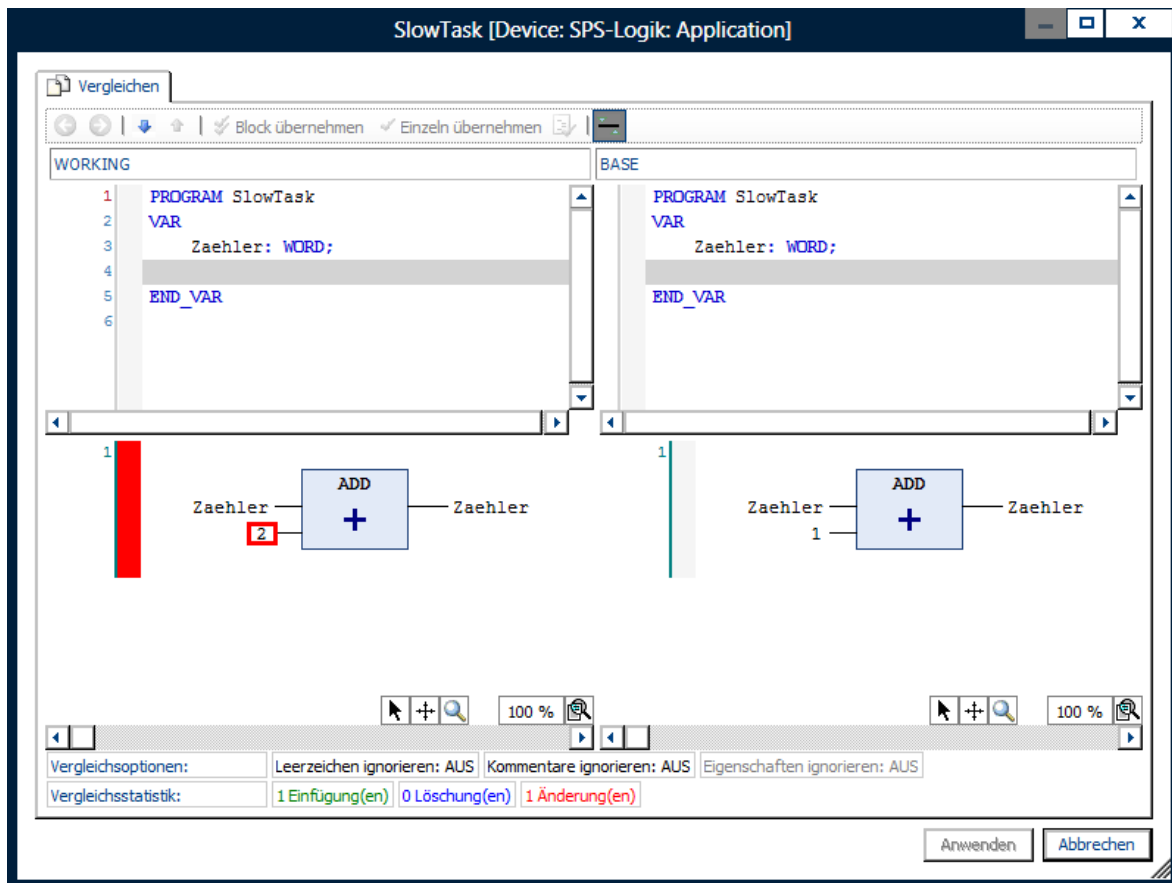 SlowTask [Device: SPS-Logik: Application]
Vergleichen
Block übernehmen Einzeln übernehmen
WORKING
BASE
1 PROGRAM SlowTask
2 VAR
3 Zaehler: WORD;
4
5 END_VAR
6
PROGRAM SlowTask
VAR
Zaehler: WORD;
END_VAR
1
ADD
Zaehler + Zaehler
2
100 %
1
ADD
Zaehler + Zaehler
1
100 %
Vergleichsoptionen: Leerzeichen ignorieren: AUS Kommentare ignorieren: AUS Eigenschaften ignorieren: AUS
Vergleichsstatistik: 1 Einfügung(en) 0 Löschung(en) 1 Änderung(en)
Anwenden Abbrechen